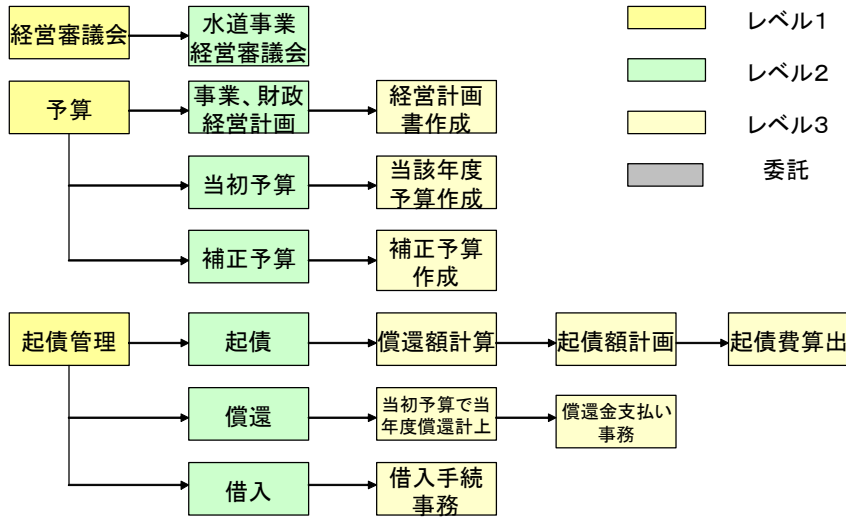 経営審議会
水道事業
経営審議会
レベル1
予算
事業、財政
経営計画
経営計画
書作成
レベル2
レベル3
当初予算
当該年度
予算作成
委託
補正予算
補正予算
作成
起債管理
起債
償還額計算
起債額計画
起債費算出
償還
当初予算で当
年度償還計上
償還金支払い
事務
借入
借入手続
事務